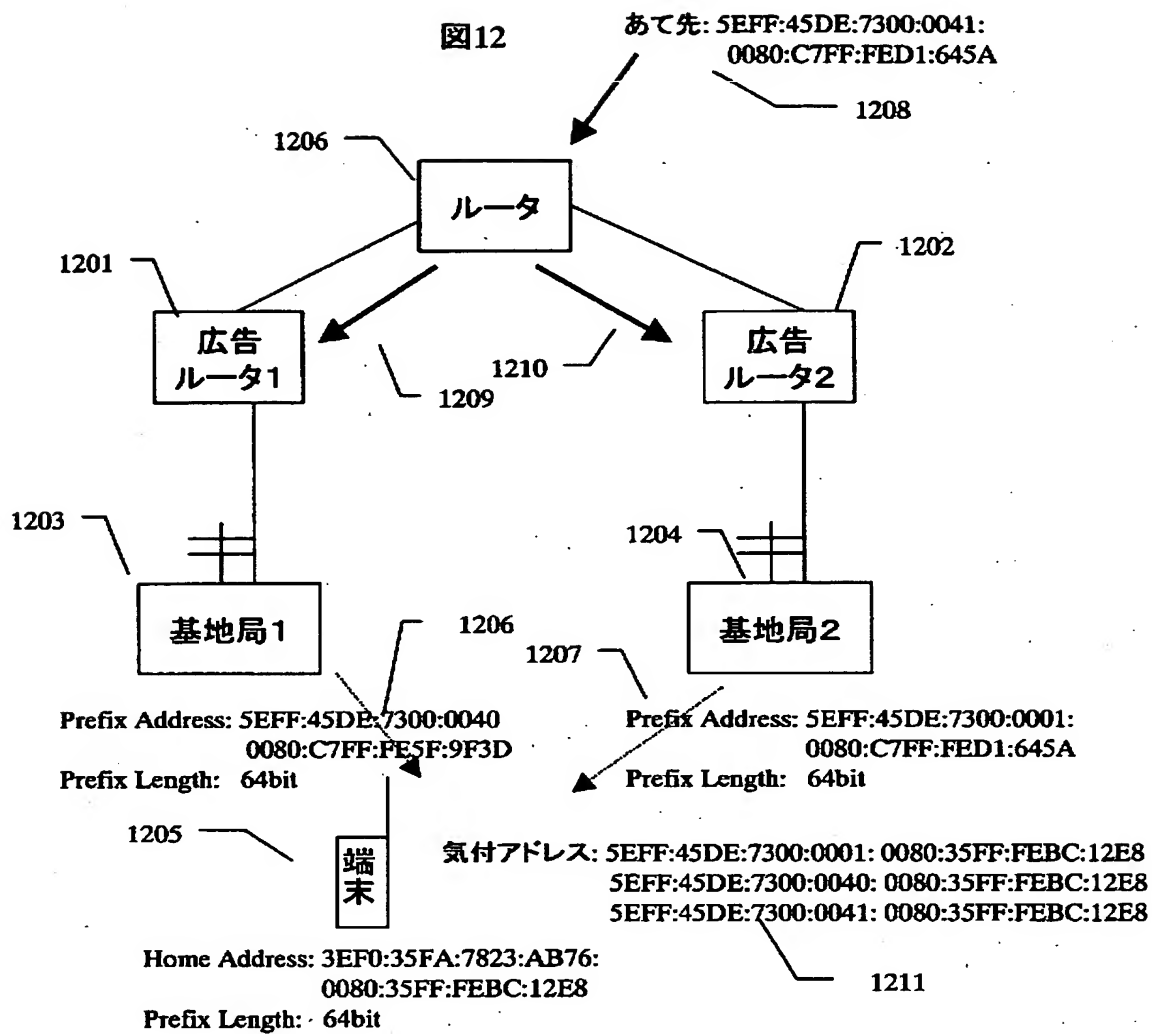 図12
あて先: 5EFF:45DE:7300:0041:
0080:C7FF:FED1:645A
1208
1206
ルータ
1201
1202
広告
ルータ1
広告
ルータ2
1209
1210
1203
1204
基地局1
基地局2
1206
1207
Prefix Address: 5EFF:45DE:7300:0040
0080:C7FF:FE5F:9F3D
Prefix Length: 64bit
Prefix Address: 5EFF:45DE:7300:0001:
0080:C7FF:FED1:645A
Prefix Length: 64bit
1205
端末
気付アドレス: 5EFF:45DE:7300:0001: 0080:35FF:FEBC:12E8
5EFF:45DE:7300:0040: 0080:35FF:FEBC:12E8
5EFF:45DE:7300:0041: 0080:35FF:FEBC:12E8
1211
Home Address: 3EF0:35FA:7823:AB76:
0080:35FF:FEBC:12E8
Prefix Length: 64bit